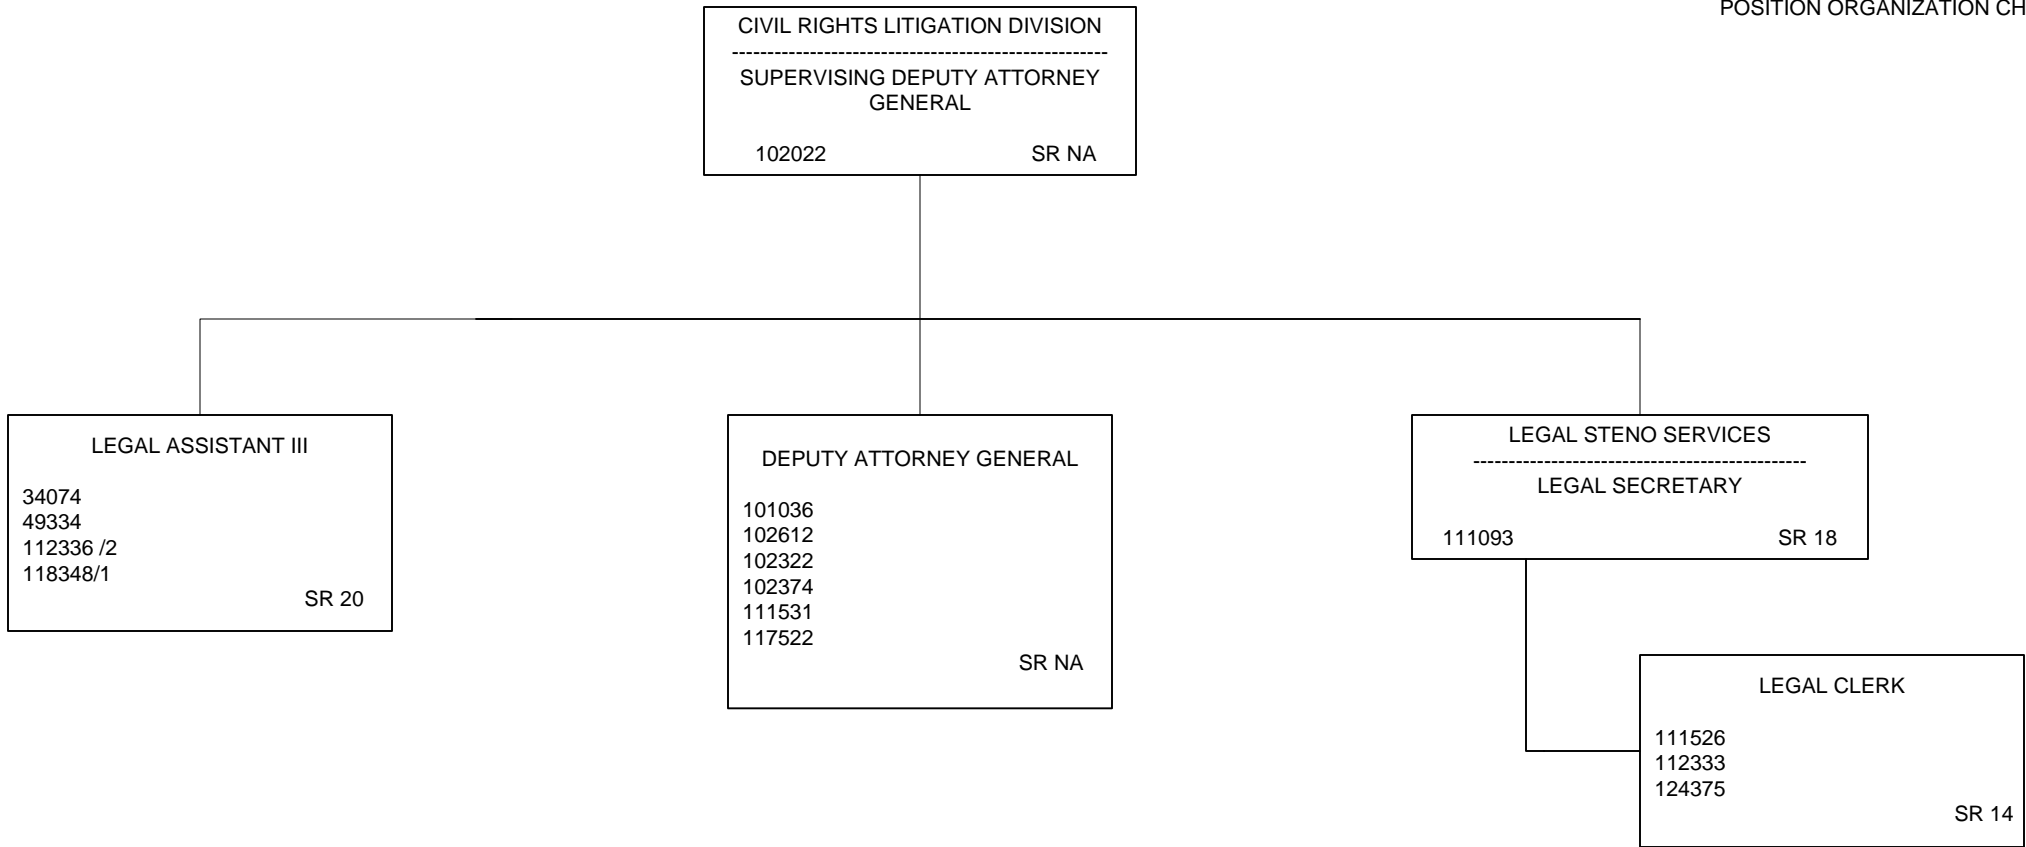 POSITION ORGANIZATION CH
CIVIL RIGHTS LITIGATION DIVISION
-----------------------------------------------------
SUPERVISING DEPUTY ATTORNEY
GENERAL
102022 SR NA
LEGAL ASSISTANT III
34074
49334
112336 /2
118348/1
SR 20
DEPUTY ATTORNEY GENERAL
101036
102612
102322
102374
111531
117522
SR NA
LEGAL STENO SERVICES
-----------------------------------------------
LEGAL SECRETARY
111093 SR 18
LEGAL CLERK
111526
112333
124375
SR 14